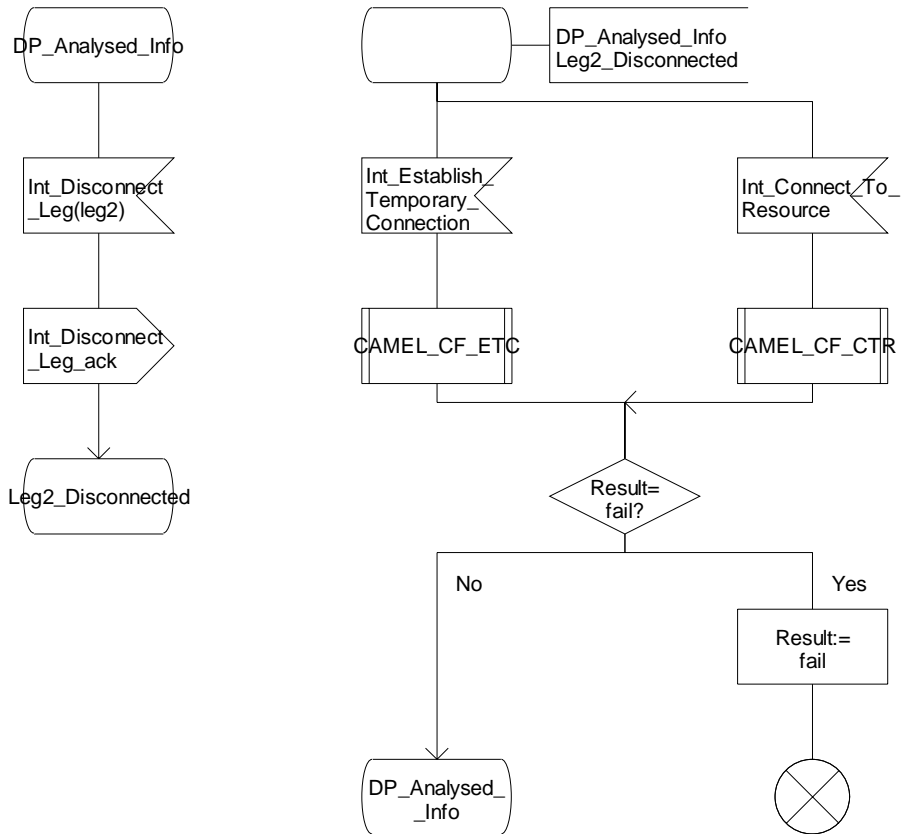 DP_Analysed_Info
Int_Disconnect
_Leg(leg2)
Int_Disconnect
_Leg_ack
Leg2_Disconnected
DP_Analysed_Info
Leg2_Disconnected
Int_Establish_
Temporary_
Connection
Int_Connect_To_
Resource
CAMEL_CF_ETC
CAMEL_CF_CTR
Result=
fail?
No
Yes
Result:=
fail
DP_Analysed_
_Info